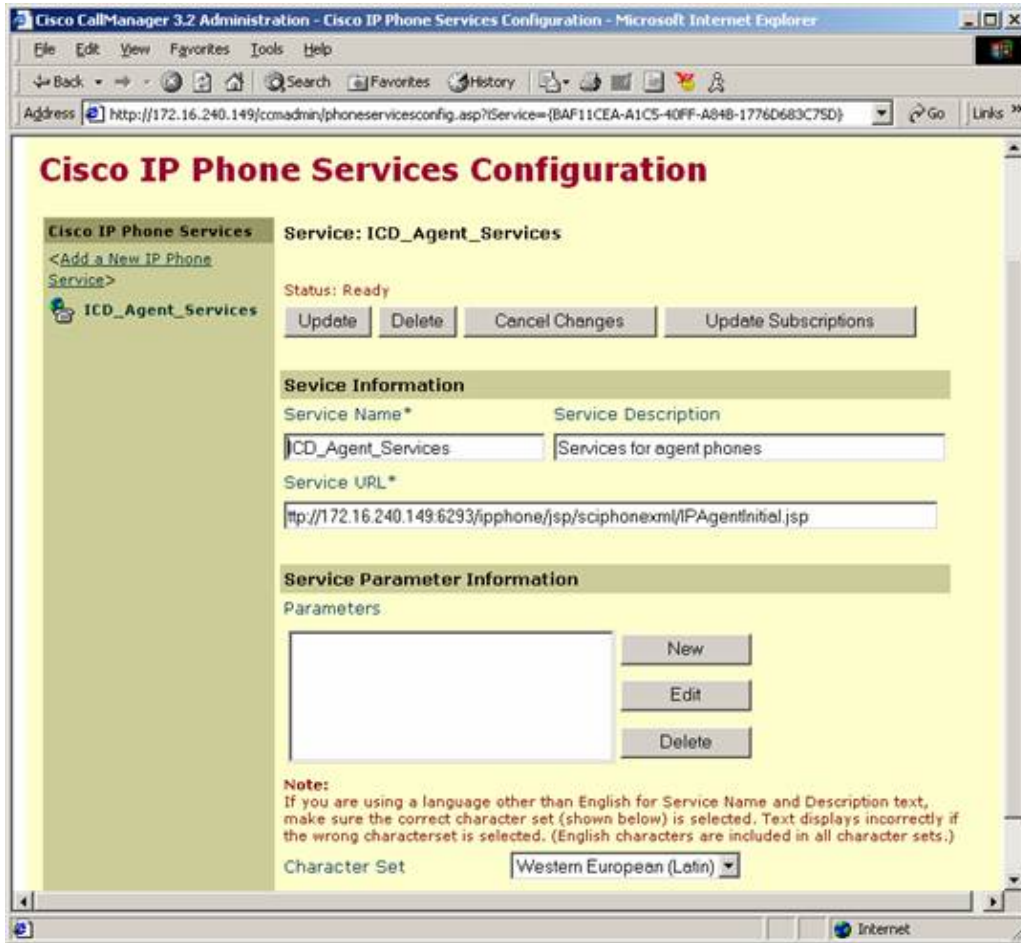 Cisco CallManager 3.2 Administration - Cisco IP Phone Services Configuration - Microsoft Internet Explorer
File Edit View Favorites Tools Help
Back Search Favorites History
Address http://172.16.240.149/ccmadmin/phoneservicesconfig.asp?iService={BAF11CEA-A1C5-40FF-A84B-1776D683C75D} Go Links »
Cisco IP Phone Services Configuration
Cisco IP Phone Services
<Add a New IP Phone
Service>
ICD_Agent_Services
Service: ICD_Agent_Services
Status: Ready
Update Delete Cancel Changes Update Subscriptions
Sevice Information
Service Name* Service Description
ICD_Agent_Services Services for agent phones
Service URL*
ttp://172.16.240.149:6293/ipphone/jsp/sciphonexml/IPAgentInitial.jsp
Service Parameter Information
Parameters
New
Edit
Delete
Note:
If you are using a language other than English for Service Name and Description text,
make sure the correct character set (shown below) is selected. Text displays incorrectly if
the wrong characterset is selected. (English characters are included in all character sets.)
Character Set Western European (Latin)
Internet